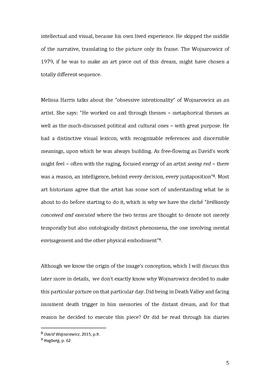 intellectual and visual, because his own lived experience. He skipped the middle
of the narrative, translating to the picture only its frame. The Wojnarowicz of
1979, if he was to make an art piece out of this dream, might have chosen a
totally different sequence.
Melissa Harris talks about the "obsessive intentionality" of Wojnarowicz as an
artist. She says: "He worked on and through themes – metaphorical themes as
well as the much-discussed political and cultural ones – with great purpose. He
had a distinctive visual lexicon, with recognisable references and discernible
meanings, upon which he was always building. As free-flowing as David's work
might feel – often with the raging, focused energy of an artist seeing red – there
was a reason, an intelligence, behind every decision, every juxtaposition"8. Most
art historians agree that the artist has some sort of understanding what he is
about to do before starting to do it, which is why we have the cliché "brilliantly
conceived and executed where the two terms are thought to denote not merely
temporally but also ontologically distinct phenomena, the one involving mental
envisagement and the other physical embodiment"9.
Although we know the origin of the image's conception, which I will discuss this
later more in details, we don't exactly know why Wojnarowicz decided to make
this particular picture on that particular day. Did being in Death Valley and facing
imminent death trigger in him memories of the distant dream, and for that
reason he decided to execute this piece? Or did he read through his diaries
8 David Wojnarowicz, 2015, p.8.
9 Hagberg, p. 62
5